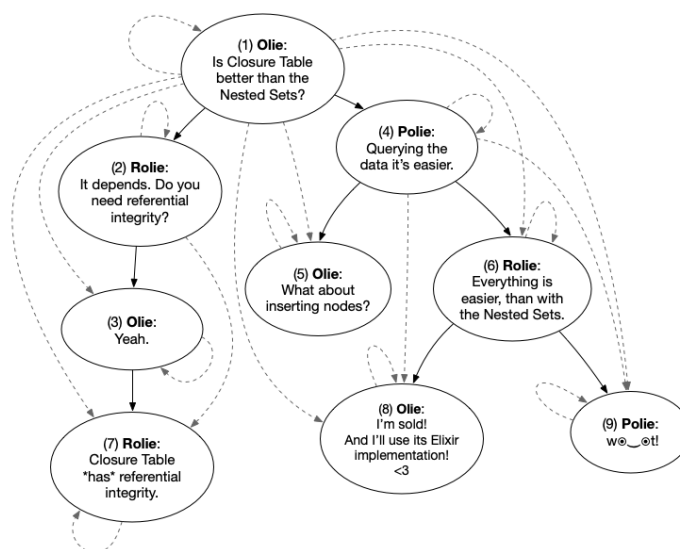 (1) Olie:
Is Closure Table
better than the
Nested Sets?
(2) Rolie:
It depends. Do you
need referential
integrity?
(3) Olie:
Yeah.
(7) Rolie:
Closure Table
*has* referential
integrity.
(4) Polie:
Querying the
data it's easier.
(5) Olie:
What about
inserting nodes?
(6) Rolie:
Everything is
easier, than with
the Nested Sets.
(8) Olie:
I'm sold!
And I'll use its Elixir
implementation!
<3
(9) Polie:
w⊙‿⊙t!